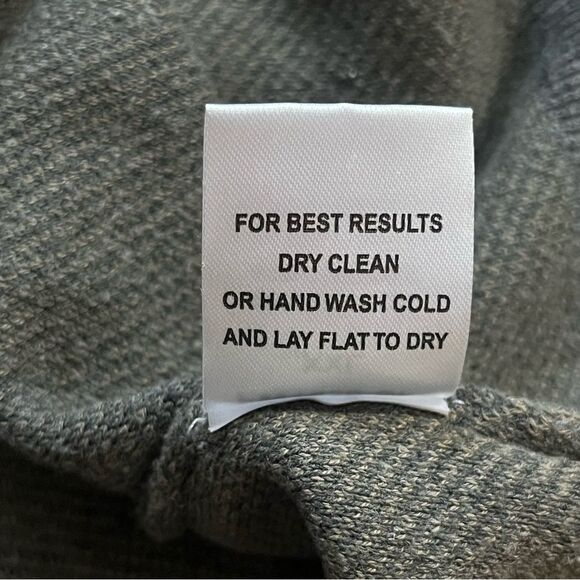 FOR BEST RESULTS
DRY CLEAN
OR HAND WASH COLD
AND LAY FLAT TO DRY